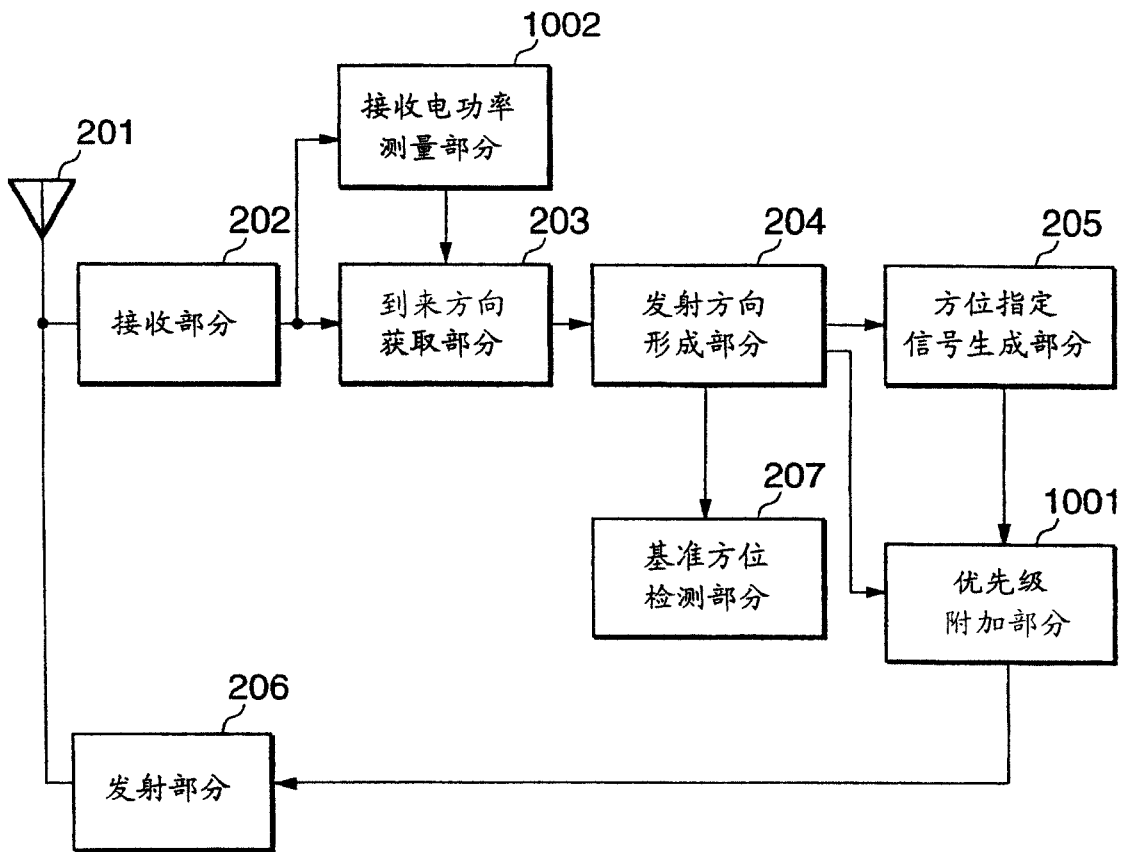 1002
接收电功率
测量部分
201
202
接收部分
203
到来方向
获取部分
204
发射方向
形成部分
205
方位指定
信号生成部分
207
基准方位
检测部分
1001
优先级
附加部分
206
发射部分